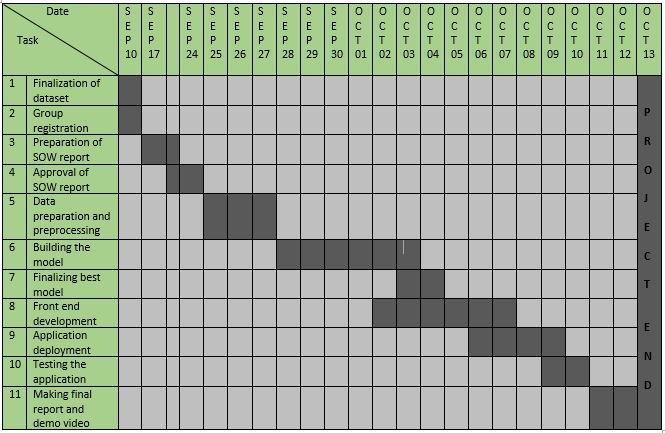 Date
Task
SEP 10
SEP 17
SEP 24
SEP 25
SEP 26
SEP 27
SEP 28
SEP 29
SEP 30
OCT 01
OCT 02
OCT 03
OCT 04
OCT 05
OCT 06
OCT 07
OCT 08
OCT 09
OCT 10
OCT 11
OCT 12
OCT 13
1 Finalization of
dataset
2 Group
registration
3 Preparation of
SOW report
4 Approval of
SOW report
5 Data
preparation and
preprocessing
6 Building the
model
7 Finalizing best
model
8 Front end
development
9 Application
deployment
10 Testing the
application
11 Making final
report and
demo video
PROJECT END